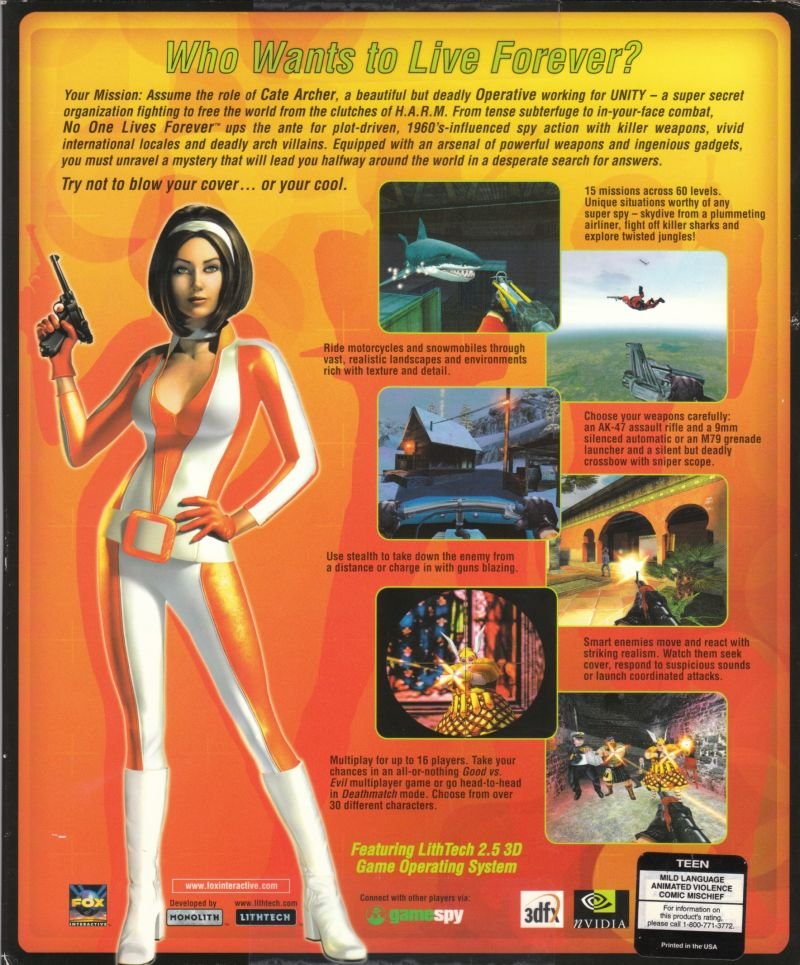 Who Wants to Live Forever?
Your Mission: Assume the role of Cate Archer, a beautiful but deadly Operative working for UNITY – a super secret
organization fighting to free the world from the clutches of H.A.R.M. From tense subterfuge to in-your-face combat,
No One Lives Forever™ ups the ante for plot-driven, 1960's-influenced spy action with killer weapons, vivid
international locales and deadly arch villains. Equipped with an arsenal of powerful weapons and ingenious gadgets,
you must unravel a mystery that will lead you halfway around the world in a desperate search for answers.
Try not to blow your cover... or your cool.
15 missions across 60 levels.
Unique situations worthy of any
super spy – skydive from a plummeting
airliner, fight off killer sharks and
explore twisted jungles!
Ride motorcycles and snowmobiles through
vast, realistic landscapes and environments
rich with texture and detail.
Choose your weapons carefully:
an AK-47 assault rifle and a 9mm
silenced automatic or an M79 grenade
launcher and a silent but deadly
crossbow with sniper scope.
Use stealth to take down the enemy from
a distance or charge in with guns blazing.
Smart enemies move and react with
striking realism. Watch them seek
cover, respond to suspicious sounds
or launch coordinated attacks.
Multiplay for up to 16 players. Take your
chances in an all-or-nothing Good vs.
Evil multiplayer game or go head-to-head
in Deathmatch mode. Choose from over
30 different characters.
Featuring LithTech 2.5 3D
Game Operating System
FOX
INTERACTIVE
www.foxinteractive.com
Developed by
MONOLITH
www.lithtech.com
LITHTECH
Connect with other players via:
gamespy
3dfx
NVIDIA
TEEN
MILD LANGUAGE
ANIMATED VIOLENCE
COMIC MISCHIEF
For information on
this product's rating,
please call 1-800-771-3772.
Printed in the USA